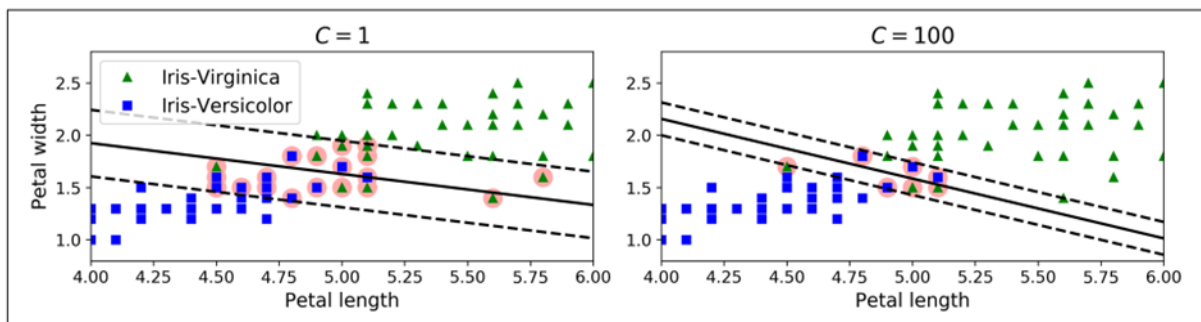 C = 1
Iris-Virginica
Iris-Versicolor
Petal width
2.5
2.0
1.5
1.0
4.00 4.25 4.50 4.75 5.00 5.25 5.50 5.75 6.00
Petal length
C = 100
2.5
2.0
1.5
1.0
4.00 4.25 4.50 4.75 5.00 5.25 5.50 5.75 6.00
Petal length